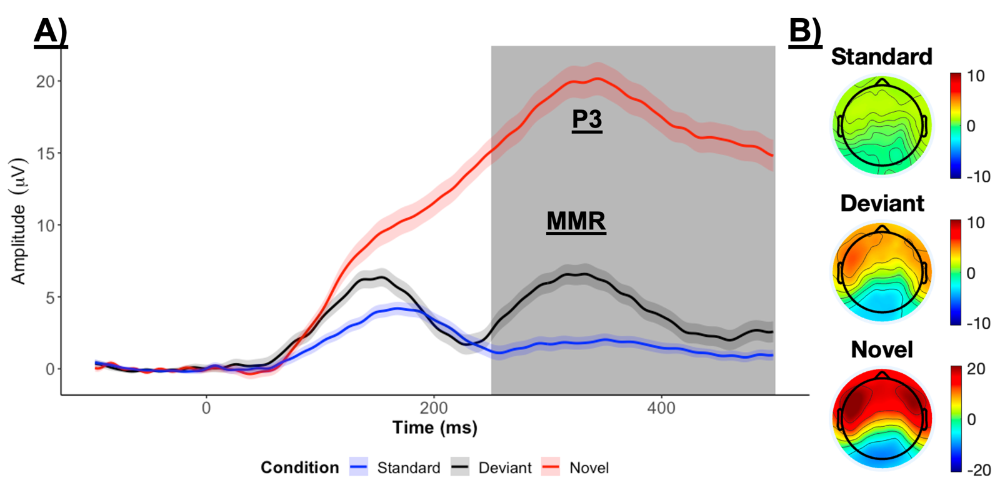 A)
20
15
10
5
0
Amplitude (μV)
P3
MMR
0
200
400
Time (ms)
Condition Standard Deviant Novel
B)
Standard
10
0
-10
Deviant
10
0
-10
Novel
20
0
-20